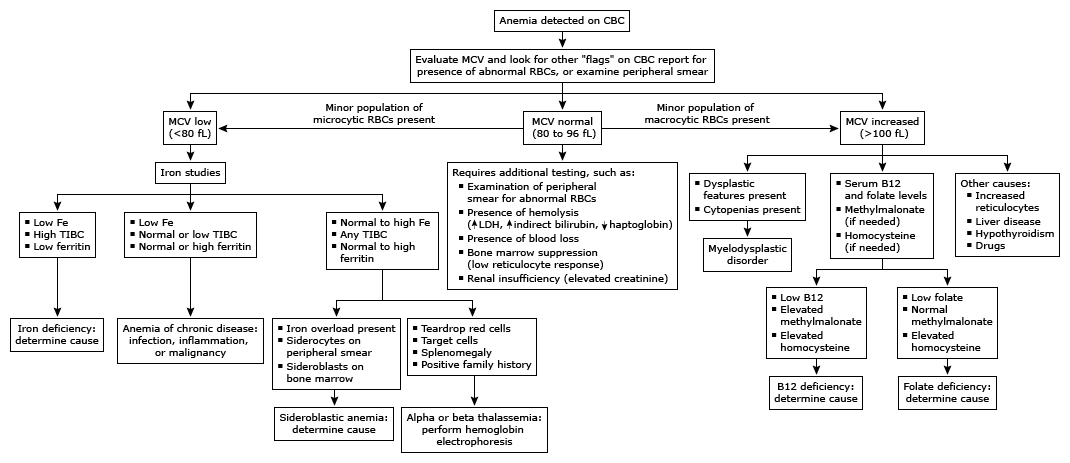 Anemia detected on CBC
Evaluate MCV and look for other "flags" on CBC report for
presence of abnormal RBCs, or examine peripheral smear
MCV low
(<80 fL)
Minor population of
microcytic RBCs present
MCV normal
(80 to 96 fL)
Minor population of
macrocytic RBCs present
MCV increased
(>100 fL)
Iron studies
▪ Low Fe
▪ High TIBC
▪ Low ferritin
▪ Low Fe
▪ Normal or low TIBC
▪ Normal or high ferritin
▪ Normal to high Fe
▪ Any TIBC
▪ Normal to high
ferritin
Requires additional testing, such as:
▪ Examination of peripheral
smear for abnormal RBCs
▪ Presence of hemolysis
(↑LDH, ↑indirect bilirubin, ↓ haptoglobin)
▪ Presence of blood loss
▪ Bone marrow suppression
(low reticulocyte response)
▪ Renal insufficiency (elevated creatinine)
▪ Dysplastic
features present
▪ Cytopenias present
▪ Serum B12
and folate levels
▪ Methylmalonate
(if needed)
▪ Homocysteine
(if needed)
Other causes:
▪ Increased
reticulocytes
▪ Liver disease
▪ Hypothyroidism
▪ Drugs
Myelodysplastic
disorder
Iron deficiency:
determine cause
Anemia of chronic disease:
infection, inflammation,
or malignancy
▪ Iron overload present
▪ Siderocytes on
peripheral smear
▪ Sideroblasts on
bone marrow
▪ Teardrop red cells
▪ Target cells
▪ Splenomegaly
▪ Positive family history
▪ Low B12
▪ Elevated
methylmalonate
▪ Elevated
homocysteine
▪ Low folate
▪ Normal
methylmalonate
▪ Elevated
homocysteine
Sideroblastic anemia:
determine cause
Alpha or beta thalassemia:
perform hemoglobin
electrophoresis
B12 deficiency:
determine cause
Folate deficiency:
determine cause